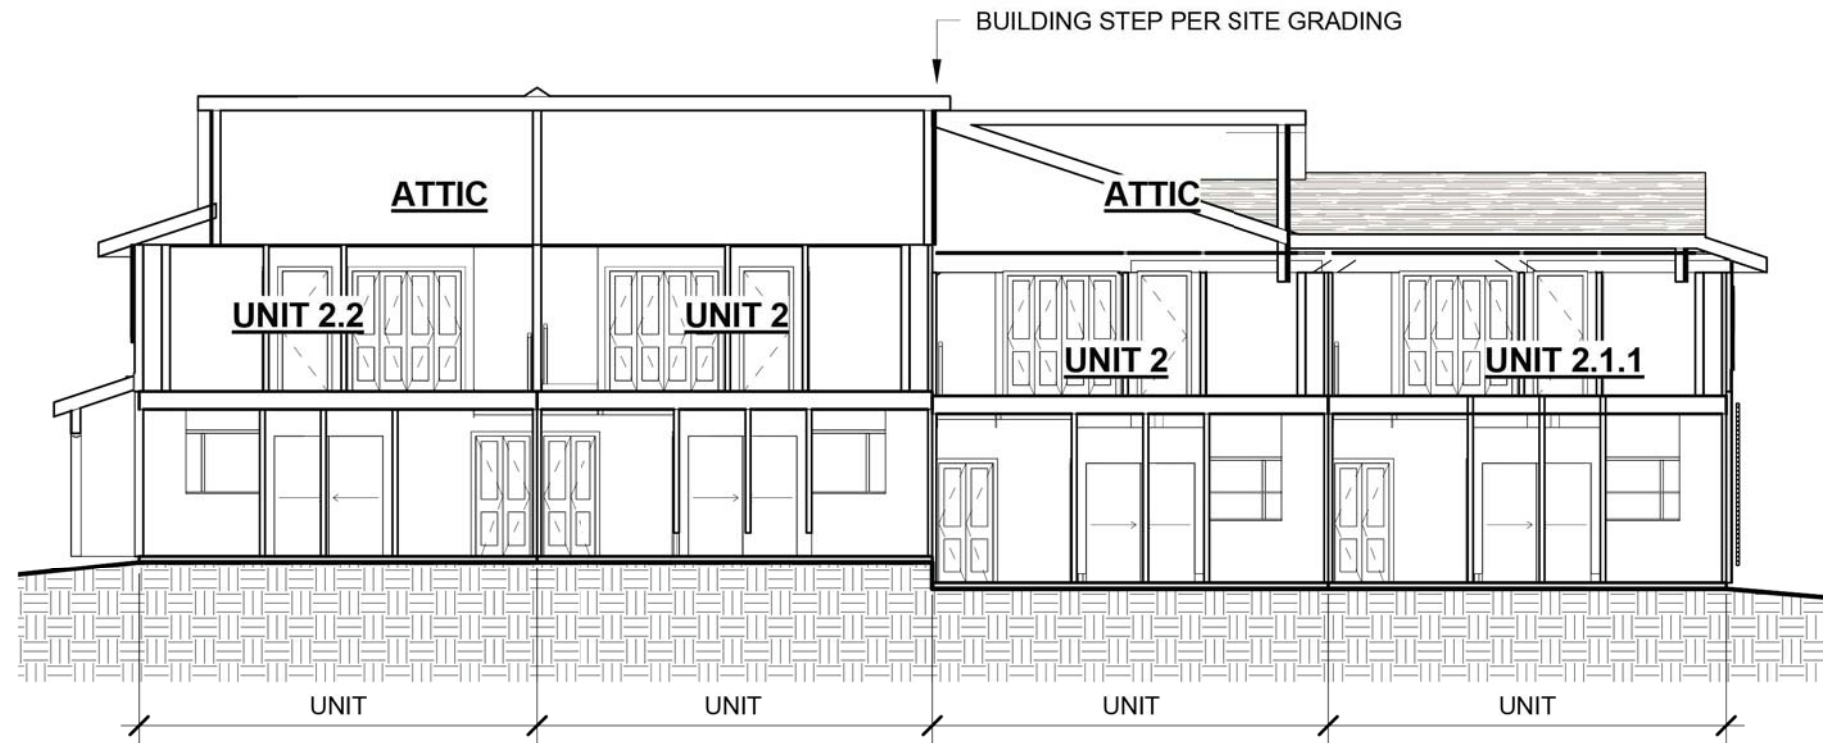 BUILDING STEP PER SITE GRADING
ATTIC
ATTIC
UNIT 2.2
UNIT 2
UNIT 2
UNIT 2.1.1
UNIT
UNIT
UNIT
UNIT